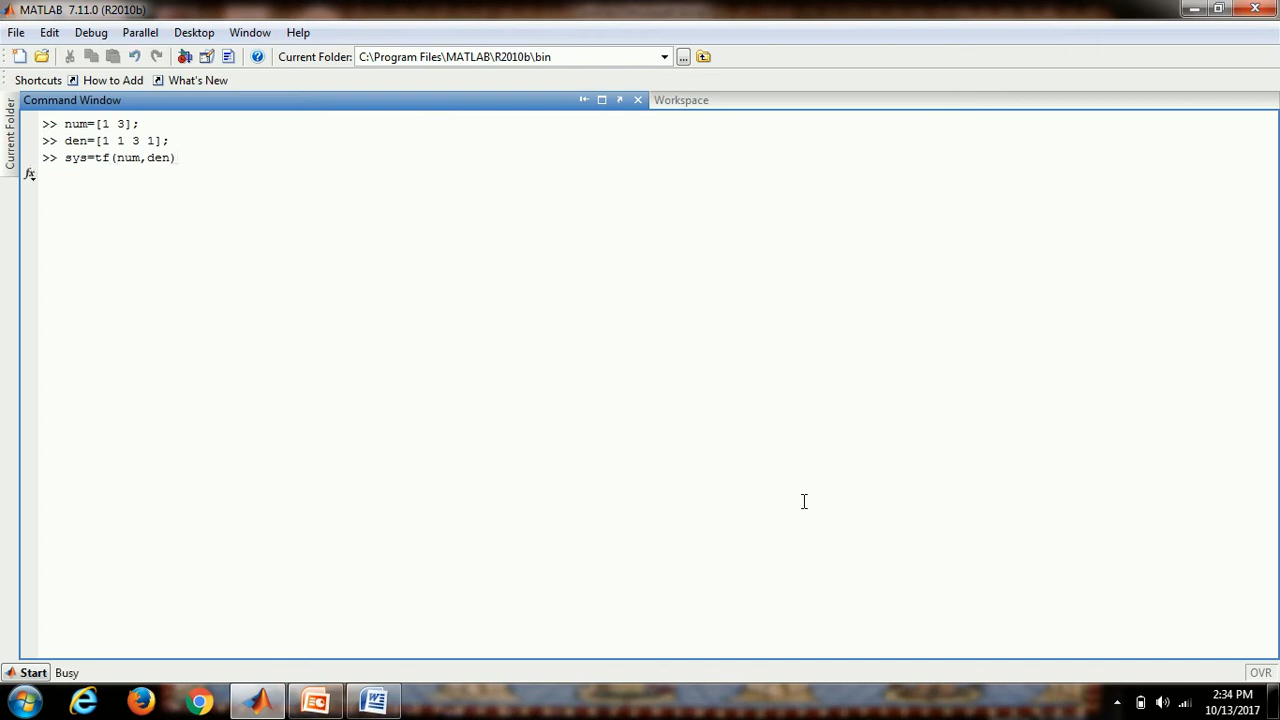 MATLAB 7.11.0 (R2010b)
File Edit Debug Parallel Desktop Window Help
Current Folder: C:\Program Files\MATLAB\R2010b\bin ...
Shortcuts How to Add What's New
Current Folder
Command Window Workspace
>> num=[1 3];
>> den=[1 1 3 1];
>> sys=tf(num,den)
fx
Start Busy OVR
2:34 PM
10/13/2017